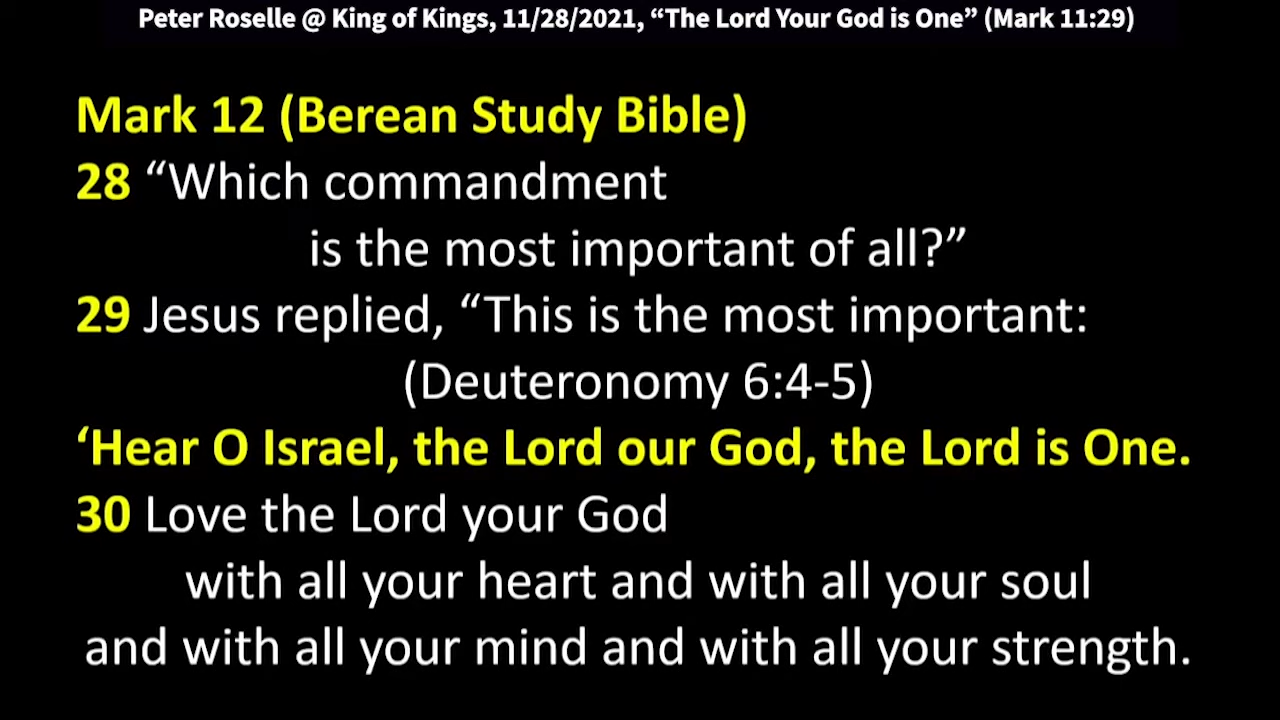 Peter Roselle @ King of Kings, 11/28/2021, “The Lord Your God is One” (Mark 11:29)
Mark 12 (Berean Study Bible)
28 “Which commandment
is the most important of all?”
29 Jesus replied, “This is the most important:
(Deuteronomy 6:4-5)
‘Hear O Israel, the Lord our God, the Lord is One.
30 Love the Lord your God
with all your heart and with all your soul
and with all your mind and with all your strength.